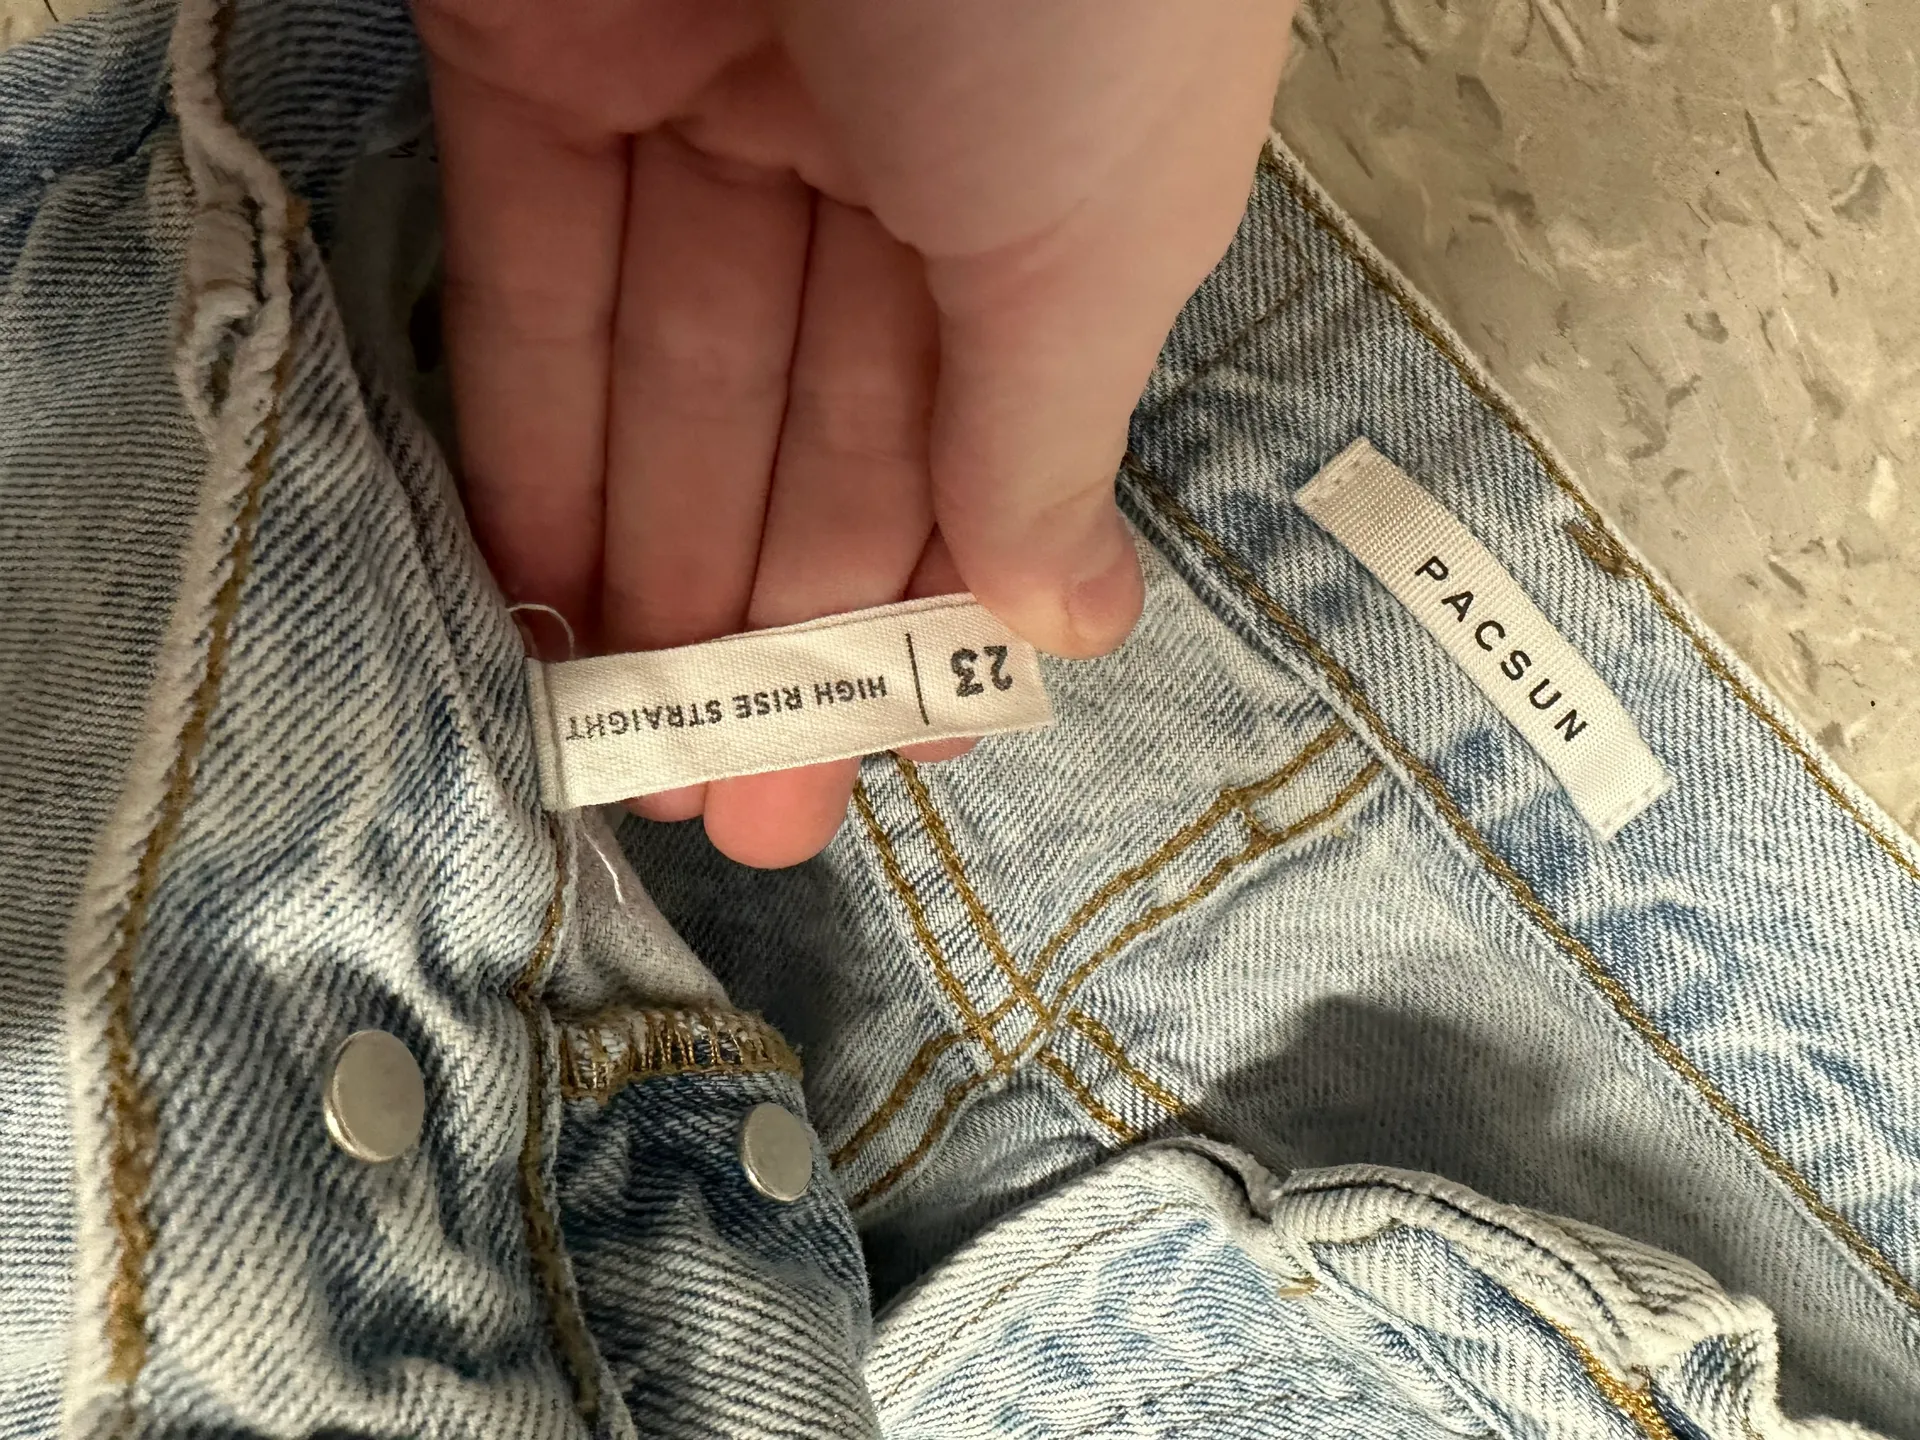 PACSUN
23 | HIGH RISE STRAIGHT